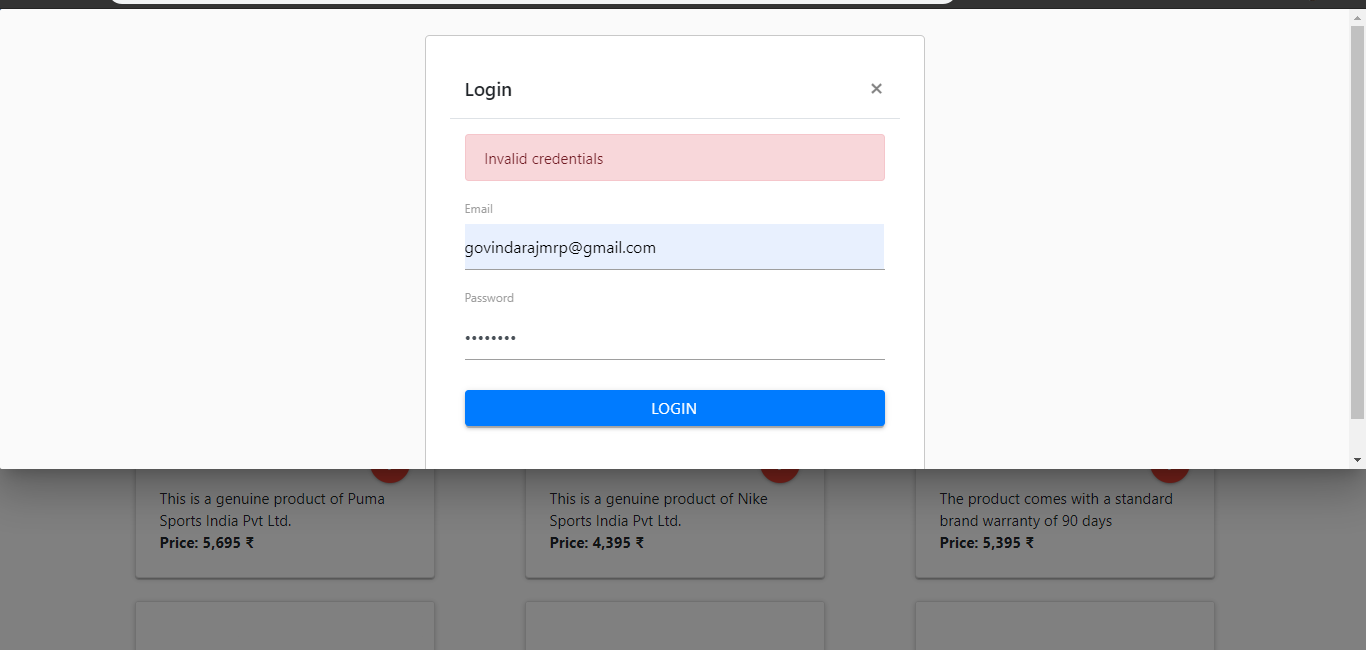 Login
×
Invalid credentials
Email
govindarajmrp@gmail.com
Password
••••••••
LOGIN
This is a genuine product of Puma
Sports India Pvt Ltd.
Price: 5,695 ₹
This is a genuine product of Nike
Sports India Pvt Ltd.
Price: 4,395 ₹
The product comes with a standard
brand warranty of 90 days
Price: 5,395 ₹